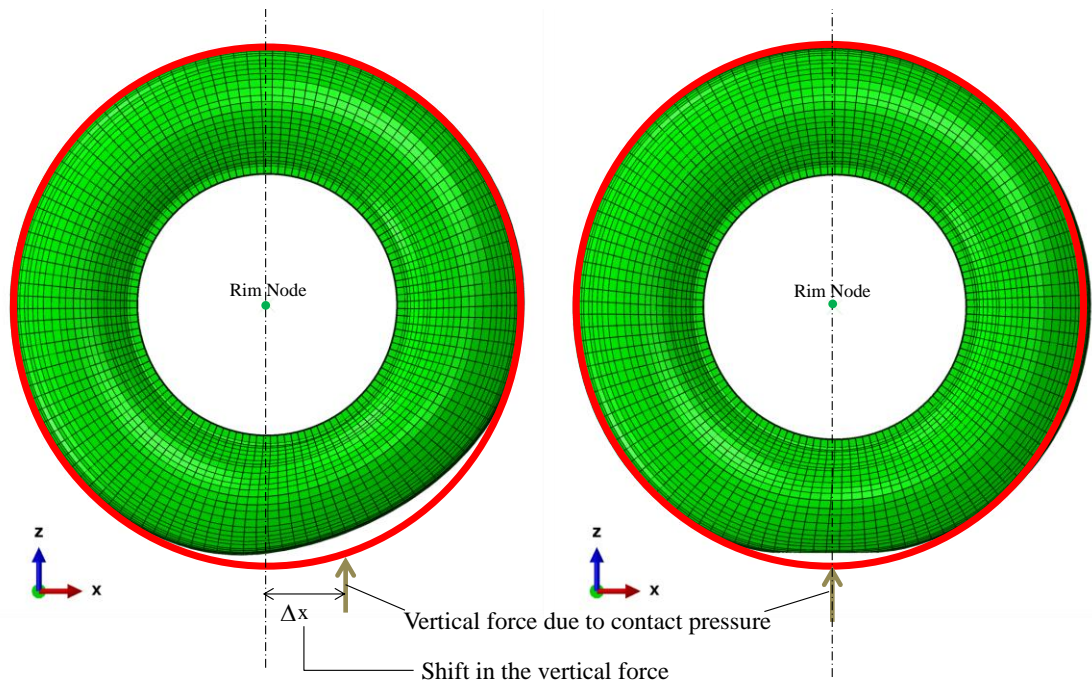 Rim Node
Rim Node
z
x
z
x
Δx
Vertical force due to contact pressure
Shift in the vertical force